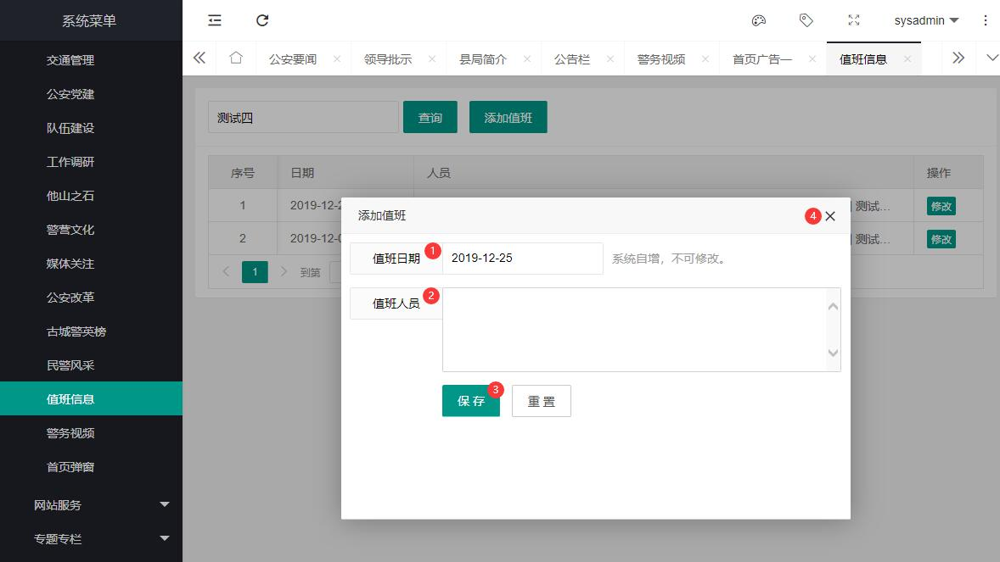 系统菜单
交通管理
公安党建
队伍建设
工作调研
他山之石
警营文化
媒体关注
公安改革
古城警英榜
民警风采
值班信息
警务视频
首页弹窗
网站服务
专题专栏
sysadmin
公安要闻 领导批示 县局简介 公告栏 警务视频 首页广告一 值班信息
测试四 查询 添加值班
序号 日期 人员 操作
1 2019-12-2 测试… 修改
2 2019-12-0 测试… 修改
1 到第
添加值班 4
值班日期 1 2019-12-25 系统自增，不可修改。
值班人员 2
保存 3 重置